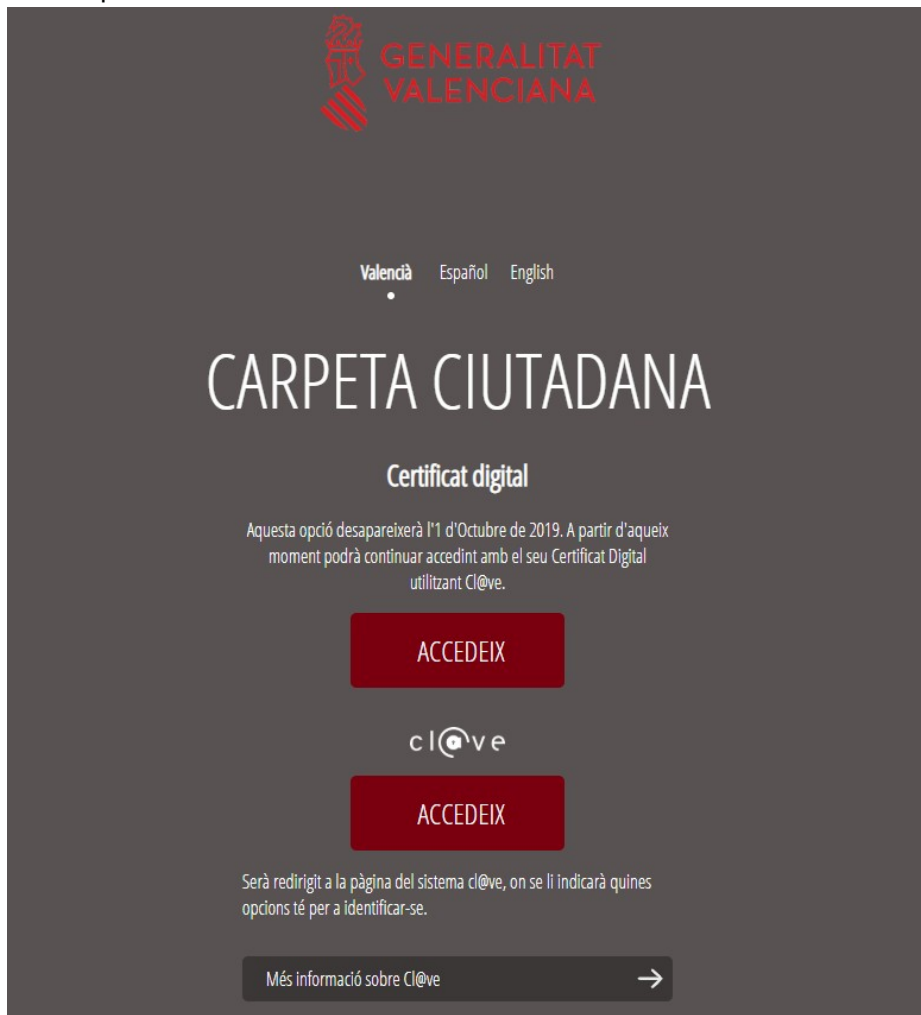 GENERALITAT
VALENCIANA
Valencià Español English
CARPETA CIUTADANA
Certificat digital
Aquesta opció desapareixerà l'1 d'Octubre de 2019. A partir d'aqueix
moment podrà continuar accedint amb el seu Certificat Digital
utilitzant Cl@ve.
ACCEDEIX
cl@ve
ACCEDEIX
Serà redirigit a la pàgina del sistema cl@ve, on se li indicarà quines
opcions té per a identificar-se.
Més informació sobre Cl@ve